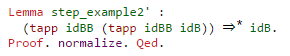 Lemma step_example2' :
(tapp idBB (tapp idBB idB)) ⇒* idB.
Proof. normalize. Qed.